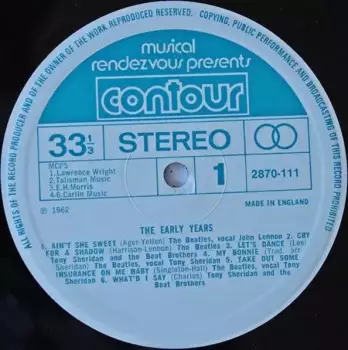 ALL RIGHTS OF THE RECORD PRODUCER AND OF THE OWNER OF THE WORK REPRODUCED RESERVED. COPYING, PUBLIC PERFORMANCE AND BROADCASTING OF THIS RECORD PROHIBITED
musical
rendezvous presents
contour
33 1/3 STEREO
MCPS
1.Lawrence Wright
2.Talisman Music
3.E.H.Morris
4-6.Carlin Music
1
2870-111
℗ 1962
MADE IN ENGLAND
THE EARLY YEARS
1. AIN'T SHE SWEET (Ager-Yellen) The Beatles, vocal John Lennon 2. CRY
FOR A SHADOW (Harrison-Lennon) The Beatles 3. LET'S DANCE (Lee)
Tony Sheridan and the Beat Brothers 4. MY BONNIE (Trad
Sheridan) The Beatles, vocal Tony Sheridan 5. TAKE OUT SOME
INSURANCE ON ME BABY (Singleton-Hall) The Beatles, vocal Tony
Sheridan 6. WHAT'D I SAY (Charles) Tony Sheridan and the
Beat Brothers